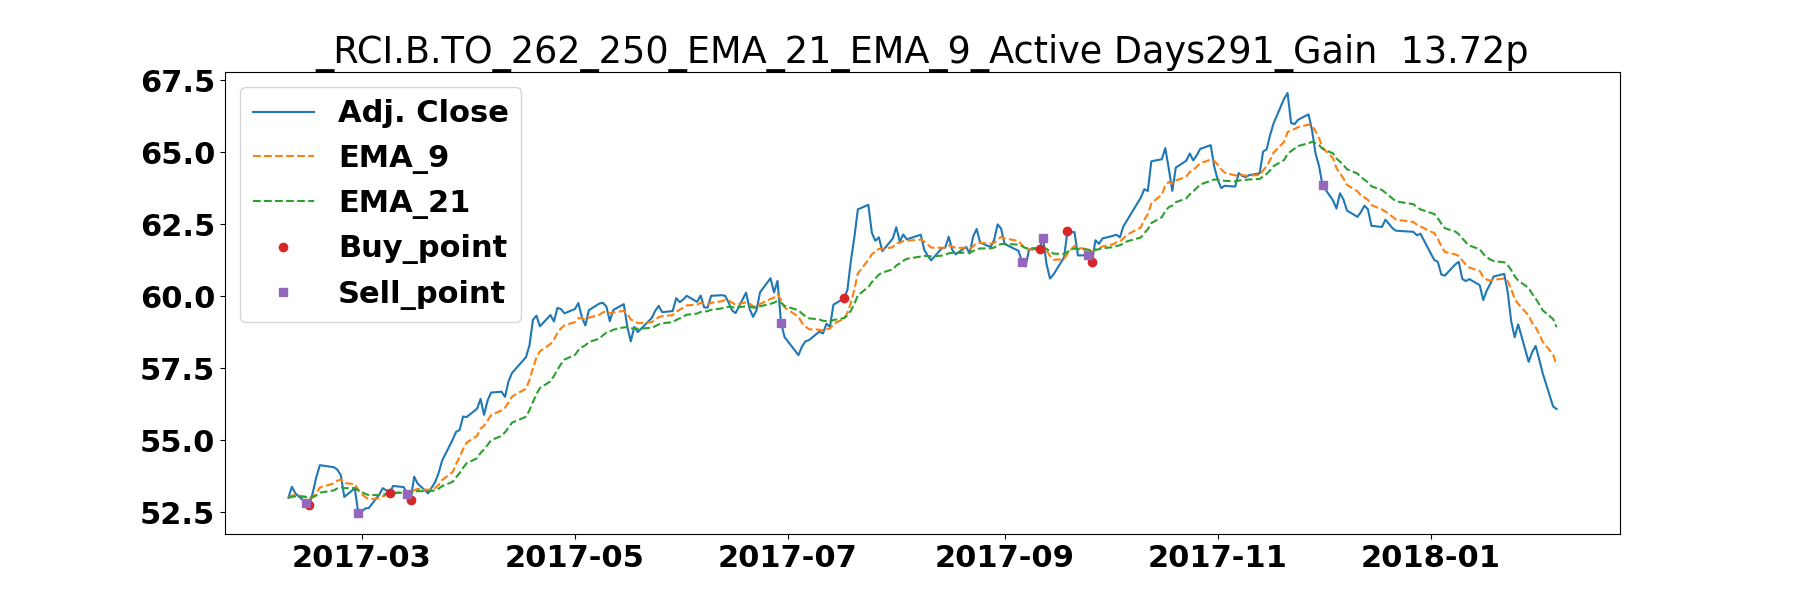 _RCI.B.TO_262_250_EMA_21_EMA_9_Active Days291_Gain  13.72p
67.5
65.0
62.5
60.0
57.5
55.0
52.5
Adj. Close
EMA_9
EMA_21
Buy_point
Sell_point
2017-03 2017-05 2017-07 2017-09 2017-11 2018-01